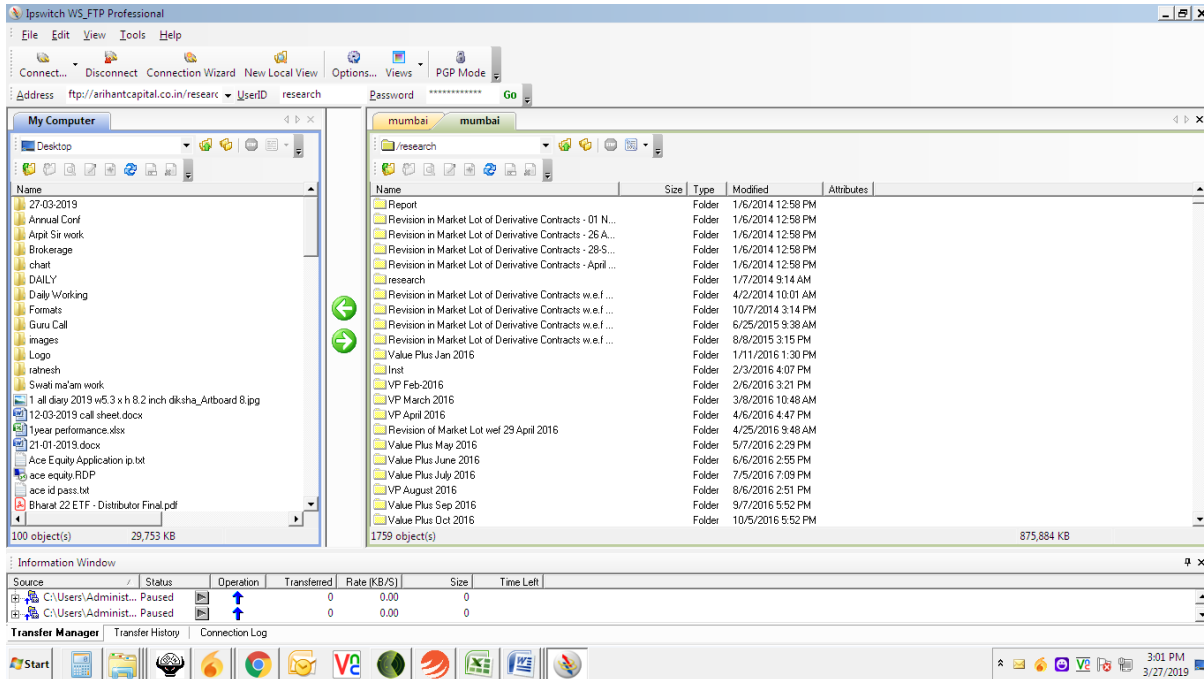 Ipswitch WS_FTP Professional
File Edit View Tools Help
Connect... Disconnect Connection Wizard New Local View Options... Views PGP Mode
Address ftp://arihantcapital.co.in/researc UserID research Password ************ Go
My Computer
mumbai mumbai
Desktop
/research
Name
27-03-2019
Annual Conf
Arpit Sir work
Brokerage
chart
DAILY
Daily Working
Formats
Guru Call
images
Logo
ratnesh
Swati ma'am work
1 all diary 2019 w5.3 x h 8.2 inch diksha_Artboard 8.jpg
12-03-2019 call sheet.docx
1year performance.xlsx
21-01-2019.docx
Ace Equity Application ip.txt
ace equity.RDP
ace id pass.txt
Bharat 22 ETF - Distributor Final.pdf
100 object(s) 29,753 KB
Name Size Type Modified Attributes
Report Folder 1/6/2014 12:58 PM
Revision in Market Lot of Derivative Contracts - 01 N... Folder 1/6/2014 12:58 PM
Revision in Market Lot of Derivative Contracts - 26 A... Folder 1/6/2014 12:58 PM
Revision in Market Lot of Derivative Contracts - 28-S... Folder 1/6/2014 12:58 PM
Revision in Market Lot of Derivative Contracts - April ... Folder 1/6/2014 12:58 PM
research Folder 1/7/2014 9:14 AM
Revision in Market Lot of Derivative Contracts w.e.f ... Folder 4/2/2014 10:01 AM
Revision in Market Lot of Derivative Contracts w.e.f ... Folder 10/7/2014 3:14 PM
Revision in Market Lot of Derivative Contracts w.e.f ... Folder 6/25/2015 9:38 AM
Revision in Market Lot of Derivative Contracts w.e.f ... Folder 8/8/2015 3:15 PM
Value Plus Jan 2016 Folder 1/11/2016 1:30 PM
Inst Folder 2/3/2016 4:07 PM
VP Feb-2016 Folder 2/6/2016 3:21 PM
VP March 2016 Folder 3/8/2016 10:48 AM
VP April 2016 Folder 4/6/2016 4:47 PM
Revision of Market Lot wef 29 April 2016 Folder 4/25/2016 9:48 AM
Value Plus May 2016 Folder 5/7/2016 2:29 PM
Value Plus June 2016 Folder 6/6/2016 2:55 PM
Value Plus July 2016 Folder 7/5/2016 7:09 PM
VP August 2016 Folder 8/6/2016 2:51 PM
Value Plus Sep 2016 Folder 9/7/2016 5:52 PM
Value Plus Oct 2016 Folder 10/5/2016 5:52 PM
1759 object(s) 875,884 KB
Information Window
Source Status Operation Transferred Rate (KB/S) Size Time Left
C:\Users\Administ... Paused 0 0.00 0
C:\Users\Administ... Paused 0 0.00 0
Transfer Manager Transfer History Connection Log
Start
3:01 PM
3/27/2019